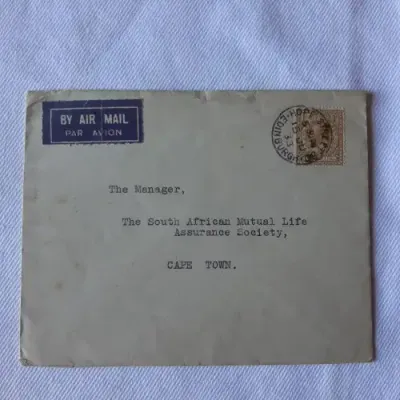 BY AIR MAIL
PAR AVION
The Manager,
The South African Mutual Life
Assurance Society,
CAPE TOWN.